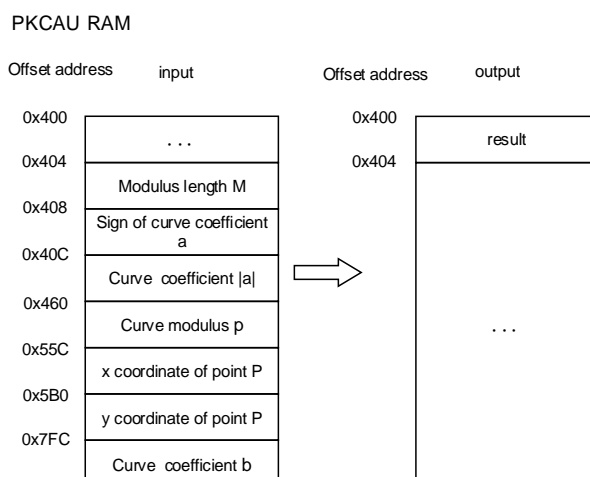 PKCAU RAM
Offset address input Offset address output
0x400 0x400
. . . result
0x404 0x404
Modulus length M
0x408
Sign of curve coefficient
a
0x40C
Curve coefficient |a|
0x460
Curve modulus p
. . .
0x55C
x coordinate of point P
0x5B0
y coordinate of point P
0x7FC
Curve coefficient b